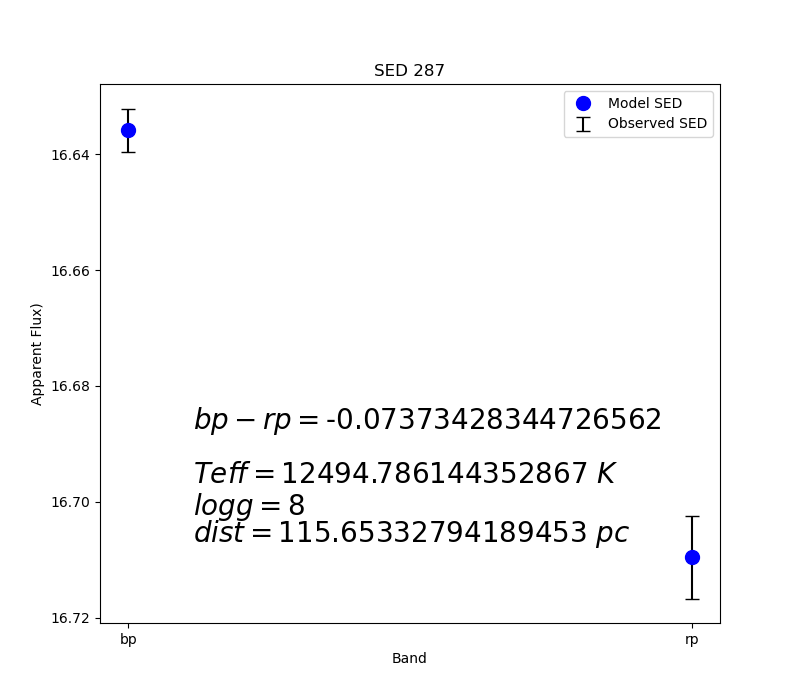 SED 287
Model SED
Observed SED
16.64
16.66
16.68
16.70
16.72
Apparent Flux)
bp − rp = -0.07373428344726562
Teff = 12494.786144352867 K
logg = 8
dist = 115.65332794189453 pc
bp
rp
Band